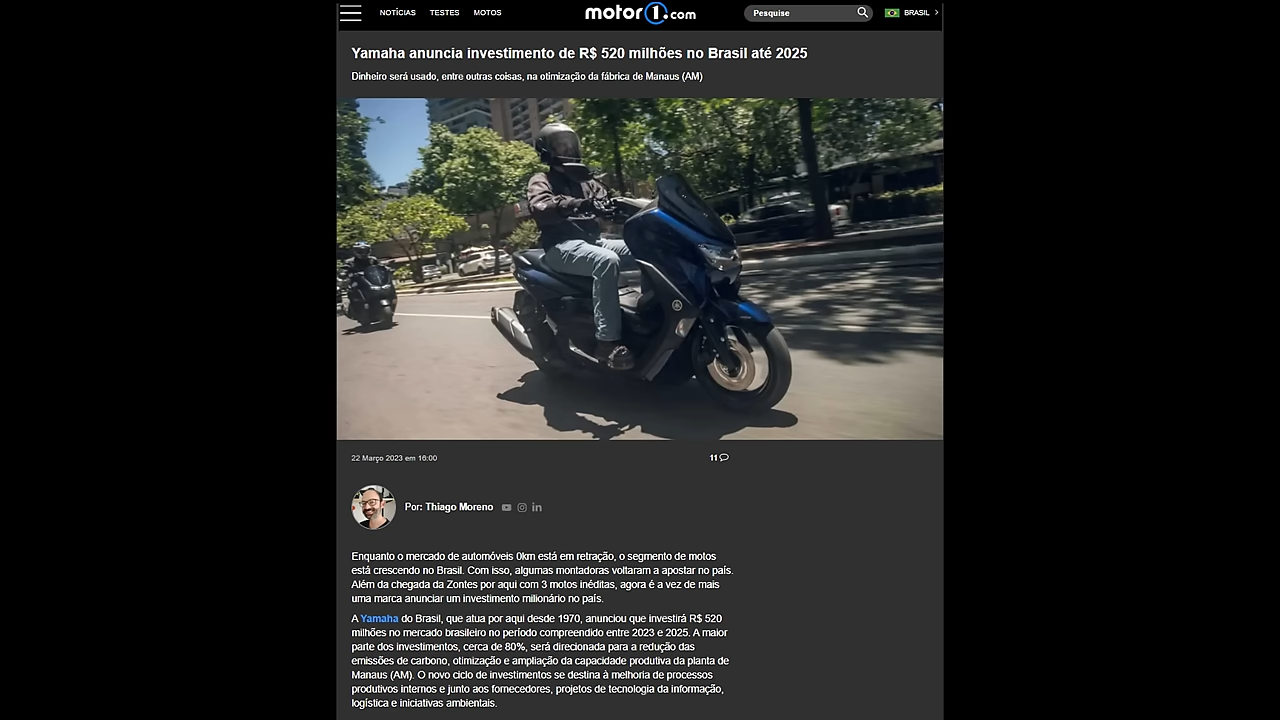 NOTÍCIAS TESTES MOTOS motor1.com Pesquise BRASIL
Yamaha anuncia investimento de R$ 520 milhões no Brasil até 2025
Dinheiro será usado, entre outras coisas, na otimização da fábrica de Manaus (AM)
22 Março 2023 em 16:00 11
Por: Thiago Moreno in
Enquanto o mercado de automóveis 0km está em retração, o segmento de motos
está crescendo no Brasil. Com isso, algumas montadoras voltaram a apostar no país.
Além da chegada da Zontes por aqui com 3 motos inéditas, agora é a vez de mais
uma marca anunciar um investimento milionário no país.
A Yamaha do Brasil, que atua por aqui desde 1970, anunciou que investirá R$ 520
milhões no mercado brasileiro no período compreendido entre 2023 e 2025. A maior
parte dos investimentos, cerca de 80%, será direcionada para a redução das
emissões de carbono, otimização e ampliação da capacidade produtiva da planta de
Manaus (AM). O novo ciclo de investimentos se destina à melhoria de processos
produtivos internos e junto aos fornecedores, projetos de tecnologia da informação,
logística e iniciativas ambientais.